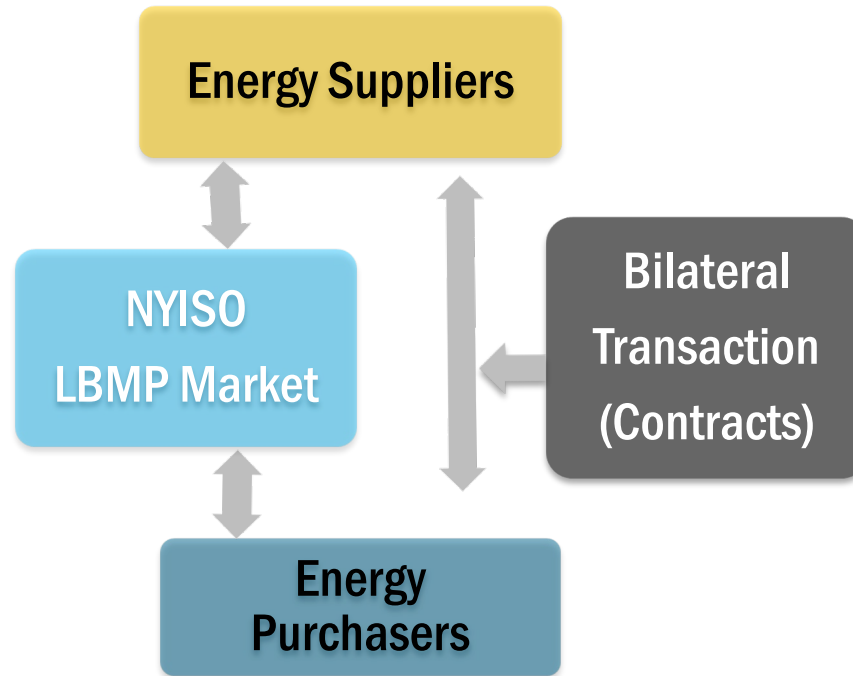 Energy Suppliers
NYISO
LBMP Market
Bilateral
Transaction
(Contracts)
Energy
Purchasers